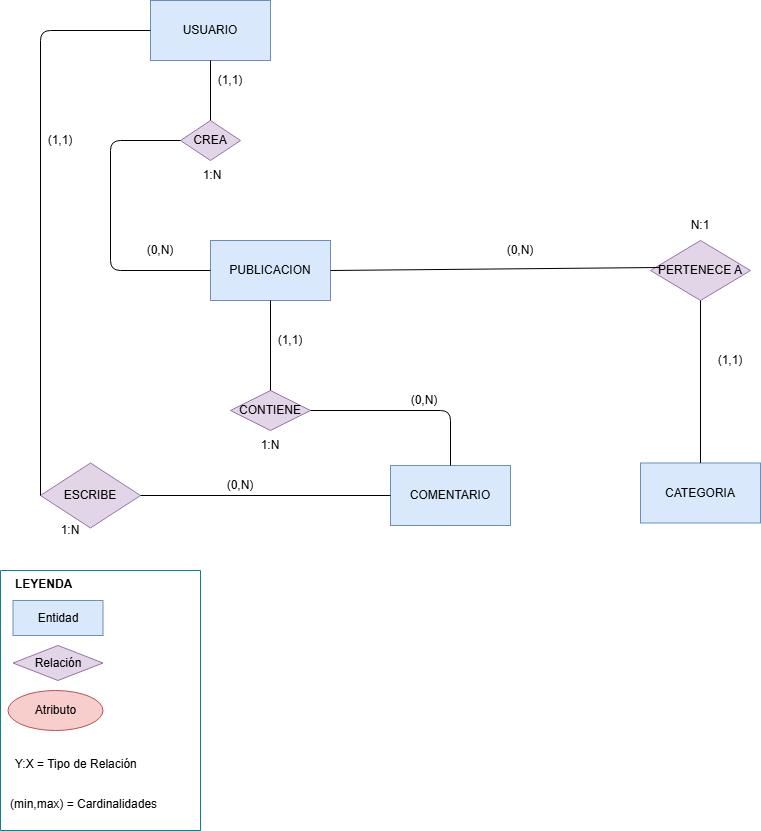 USUARIO
(1,1)
(1,1)
CREA
1:N
N:1
(0,N)
(0,N)
PUBLICACION
PERTENECE A
(1,1)
(1,1)
(0,N)
CONTIENE
1:N
(0,N)
ESCRIBE
COMENTARIO
CATEGORIA
1:N
LEYENDA
Entidad
Relación
Atributo
Y:X = Tipo de Relación
(min,max) = Cardinalidades